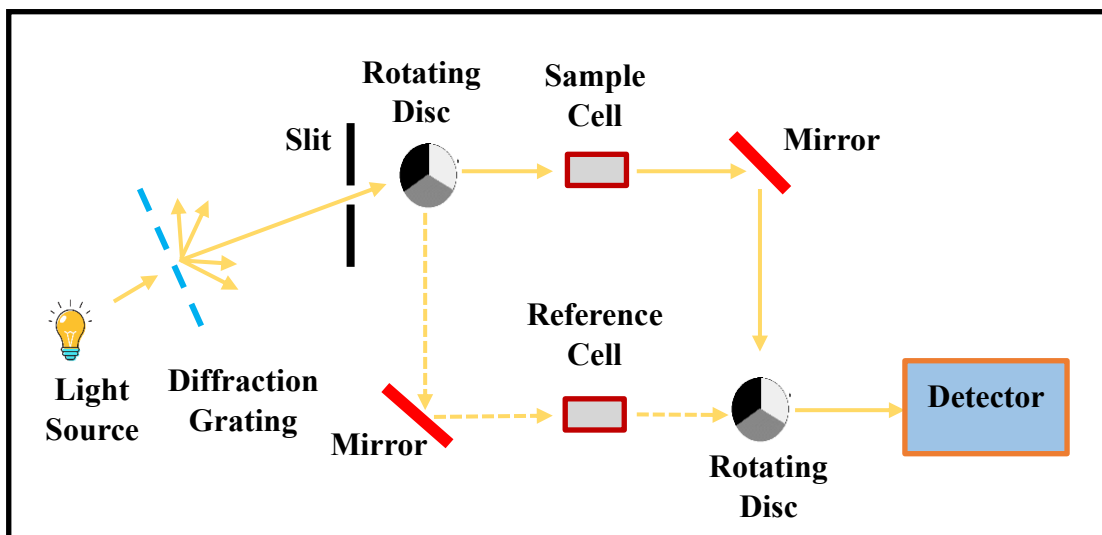 Rotating
Disc
Sample
Cell
Slit
Mirror
Light
Source
Diffraction
Grating
Mirror
Reference
Cell
Rotating
Disc
Detector